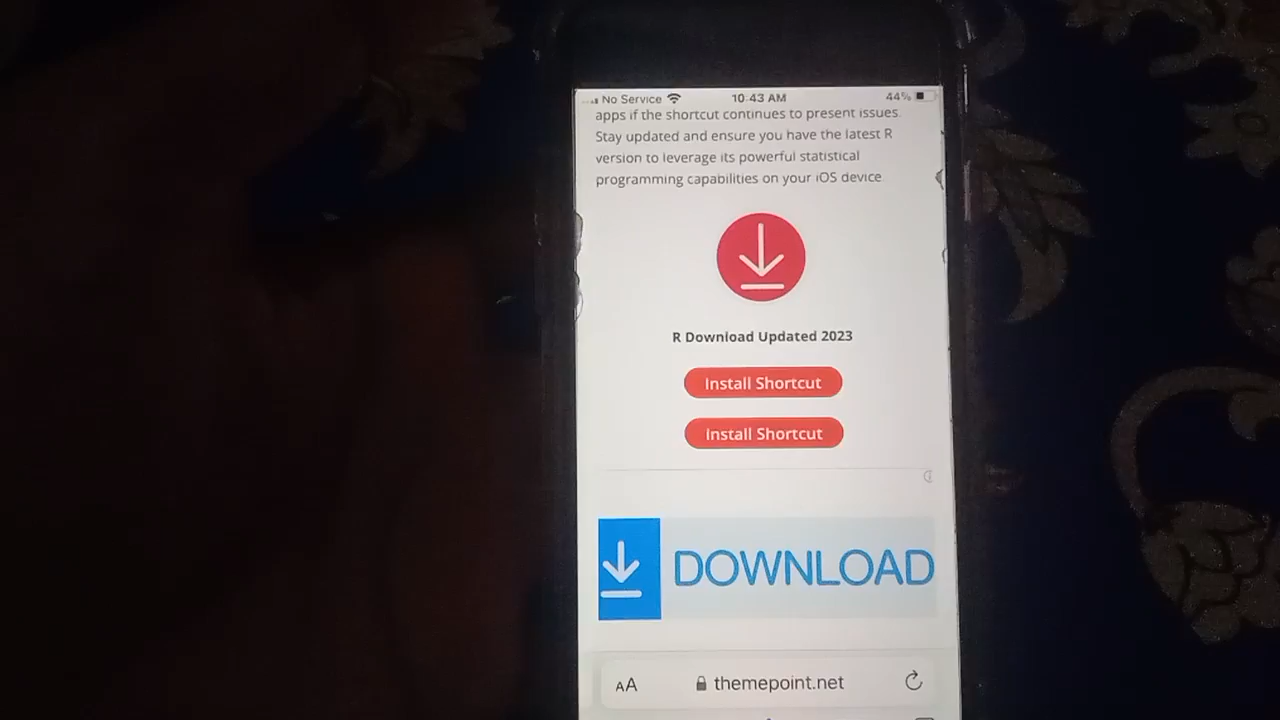 No Service 10:43 AM 44%
apps if the shortcut continues to present issues.
Stay updated and ensure you have the latest R
version to leverage its powerful statistical
programming capabilities on your iOS device
R Download Updated 2023
Install Shortcut
Install Shortcut
DOWNLOAD
AA themepoint.net